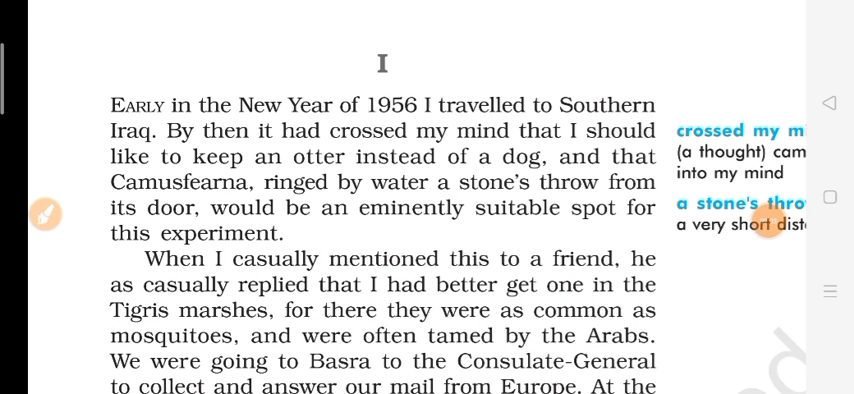 I
EARLY in the New Year of 1956 I travelled to Southern
Iraq. By then it had crossed my mind that I should
like to keep an otter instead of a dog, and that
Camusfearna, ringed by water a stone's throw from
its door, would be an eminently suitable spot for
this experiment.
When I casually mentioned this to a friend, he
as casually replied that I had better get one in the
Tigris marshes, for there they were as common as
mosquitoes, and were often tamed by the Arabs.
We were going to Basra to the Consulate-General
to collect and answer our mail from Europe. At the
crossed my m
(a thought) cam
into my mind
a stone's thro
a very short dist
d